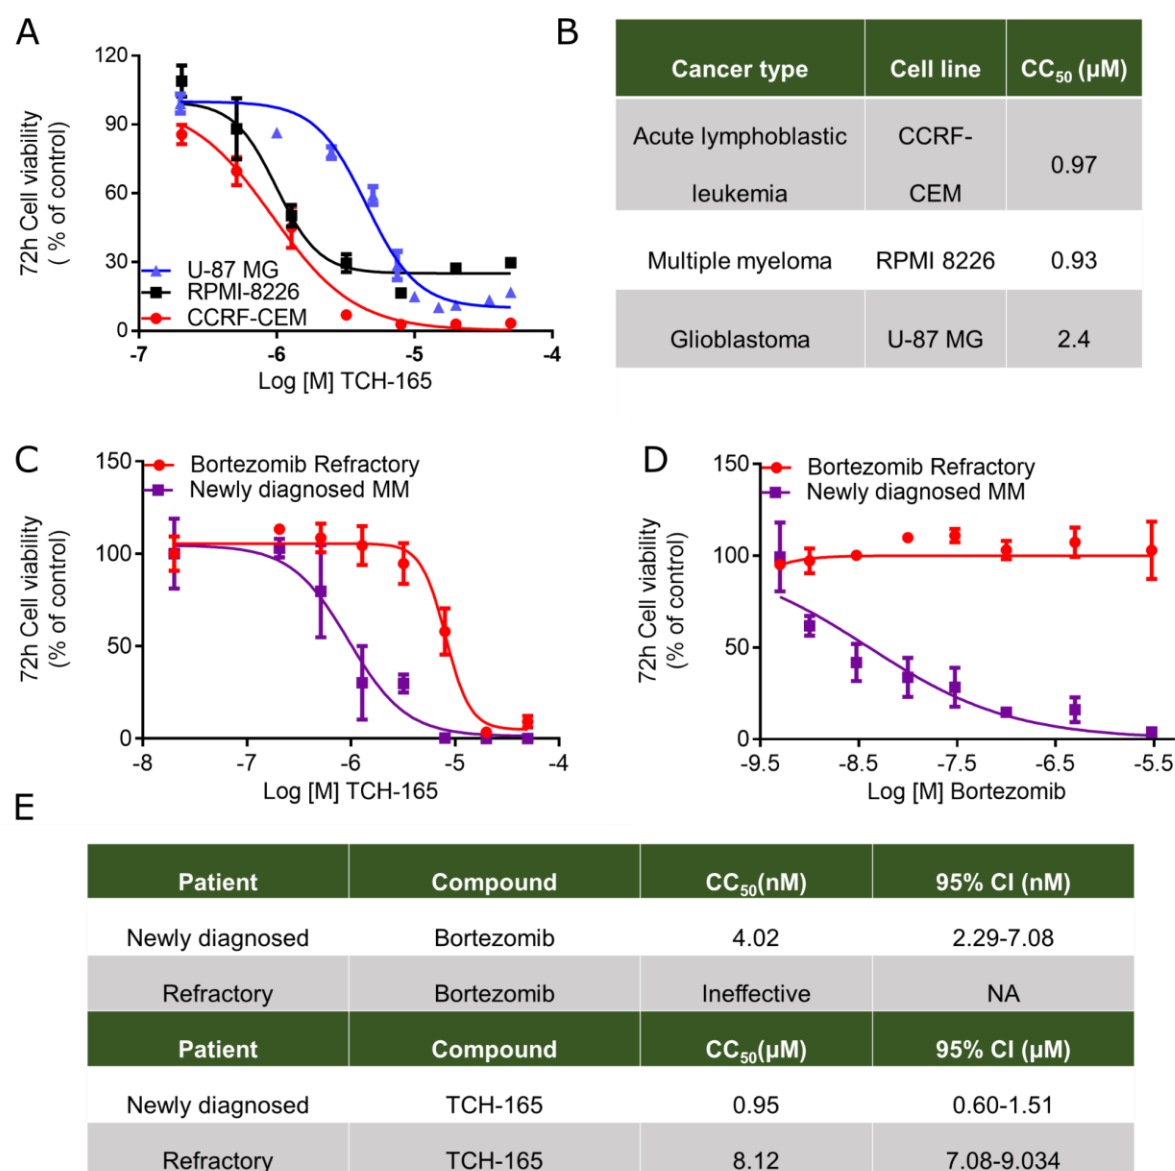 A
120
90
60
30
0
72h Cell viability
( % of control)
U-87 MG
RPMI-8226
CCRF-CEM
-7
-6
-5
-4
Log [M] TCH-165
B
Cancer type Cell line CC50 (µM)
Acute lymphoblastic CCRF-
leukemia CEM
0.97
Multiple myeloma RPMI 8226 0.93
Glioblastoma U-87 MG 2.4
C
150
100
50
0
72h Cell viability
(% of control)
Bortezomib Refractory
Newly diagnosed MM
-8
-7
-6
-5
-4
Log [M] TCH-165
D
150
100
50
0
72h Cell viability
(% of control)
Bortezomib Refractory
Newly diagnosed MM
-9.5
-8.5
-7.5
-6.5
-5.5
Log [M] Bortezomib
E
Patient Compound CC50(nM) 95% CI (nM)
Newly diagnosed Bortezomib 4.02 2.29-7.08
Refractory Bortezomib Ineffective NA
Patient Compound CC50(µM) 95% CI (µM)
Newly diagnosed TCH-165 0.95 0.60-1.51
Refractory TCH-165 8.12 7.08-9.034